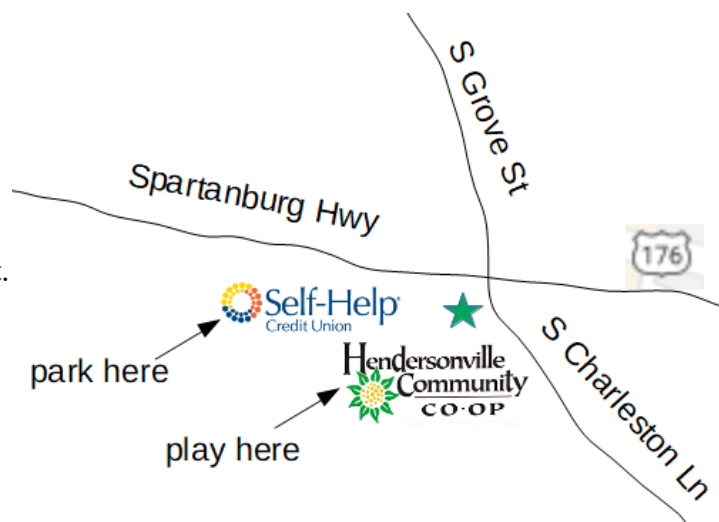 S Grove St
Spartanburg Hwy
176
t.
Self-Help
Credit Union
park here
Hendersonville
Community
CO·OP
play here
S Charleston Ln